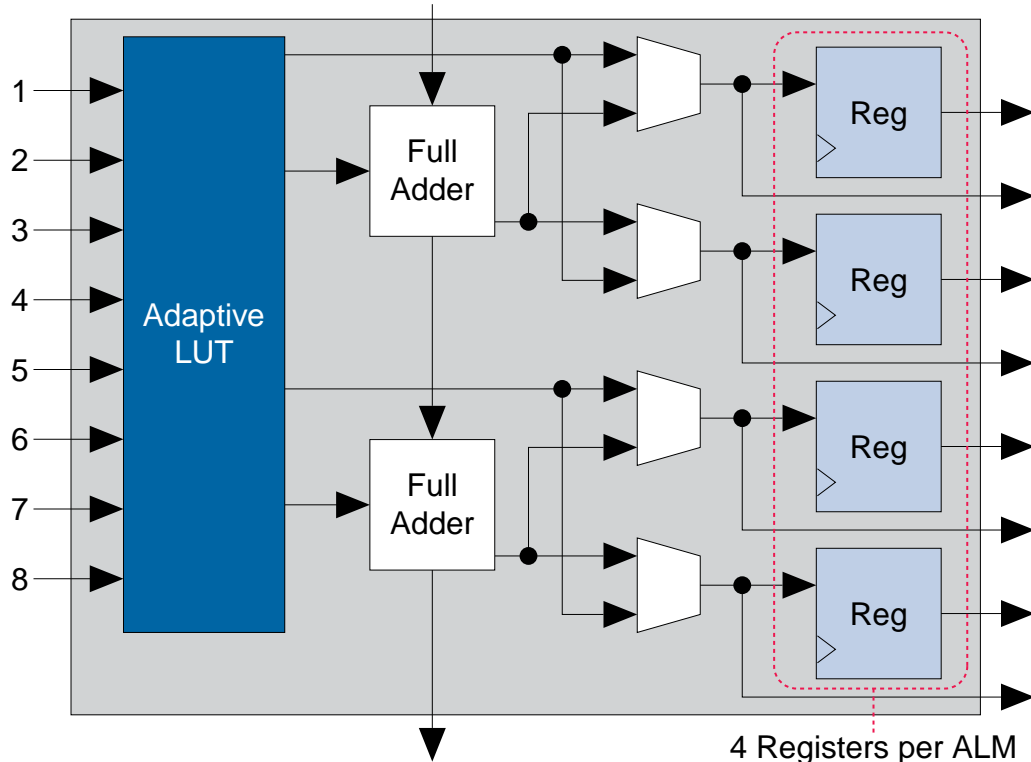 1
2
3
4
5
6
7
8
Adaptive
LUT
Full
Adder
Full
Adder
Reg
Reg
Reg
Reg
4 Registers per ALM